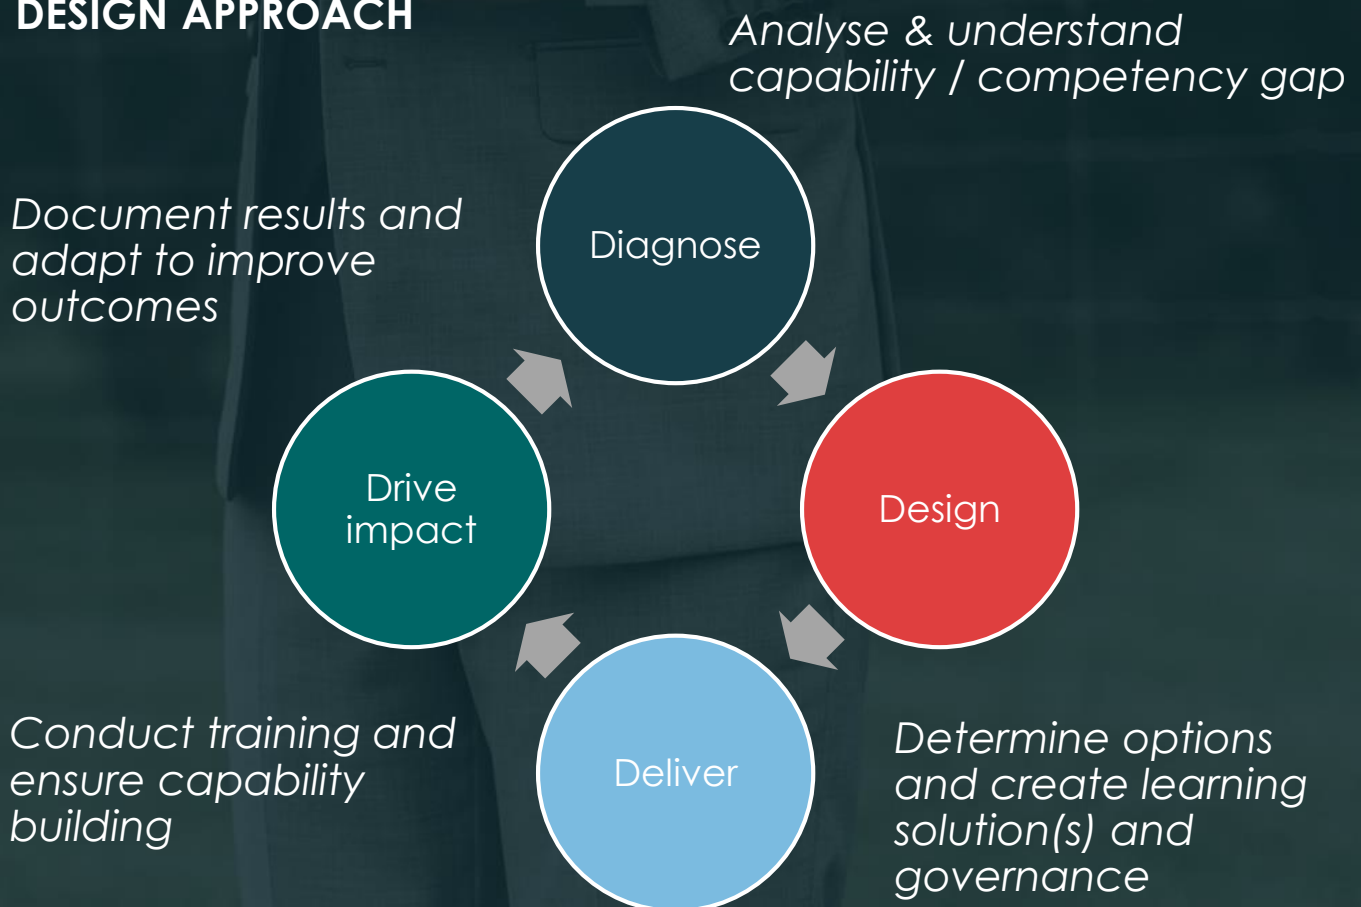 DESIGN APPROACH
Analyse & understand
capability / competency gap
Diagnose
Document results and
adapt to improve
outcomes
Drive
impact
Design
Conduct training and
ensure capability
building
Deliver
Determine options
and create learning
solution(s) and
governance